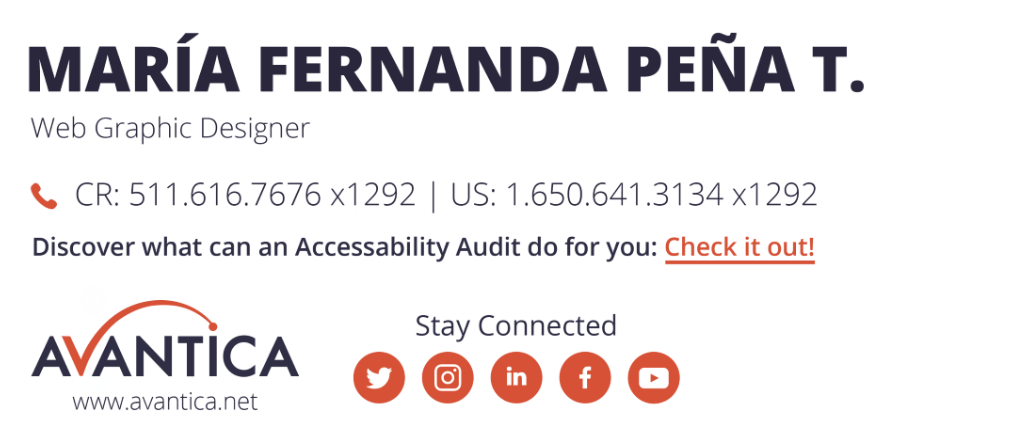 MARÍA FERNANDA PEÑA T.
Web Graphic Designer
CR: 511.616.7676 x1292 | US: 1.650.641.3134 x1292
Discover what can an Accessability Audit do for you: Check it out!
AVANTICA
www.avantica.net
Stay Connected
in
f